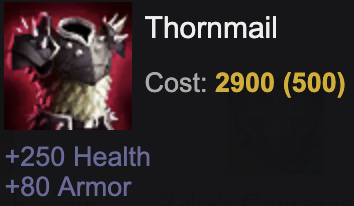 Thornmail
Cost: 2900 (500)
+250 Health
+80 Armor